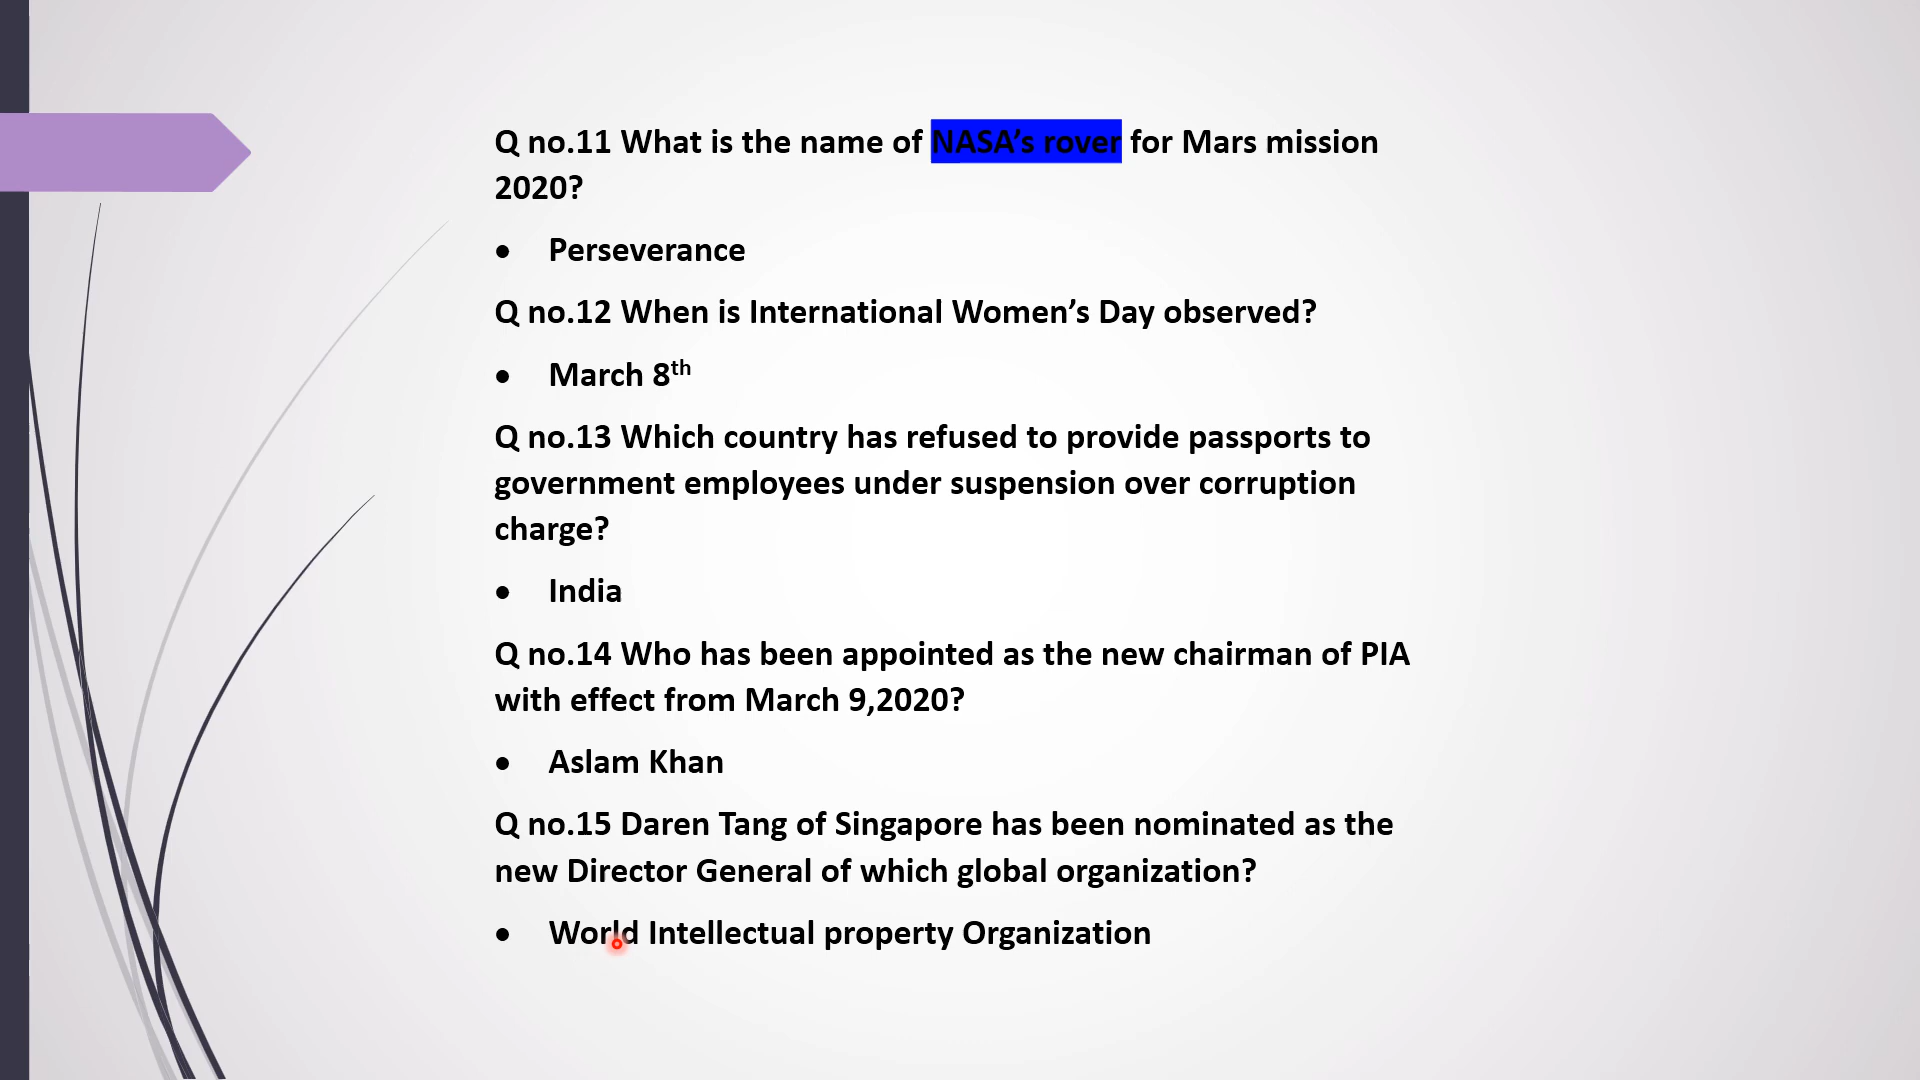 Q no.11 What is the name of NASA’s rover for Mars mission
2020?
• Perseverance
Q no.12 When is International Women’s Day observed?
• March 8th
Q no.13 Which country has refused to provide passports to
government employees under suspension over corruption
charge?
• India
Q no.14 Who has been appointed as the new chairman of PIA
with effect from March 9,2020?
• Aslam Khan
Q no.15 Daren Tang of Singapore has been nominated as the
new Director General of which global organization?
• World Intellectual property Organization